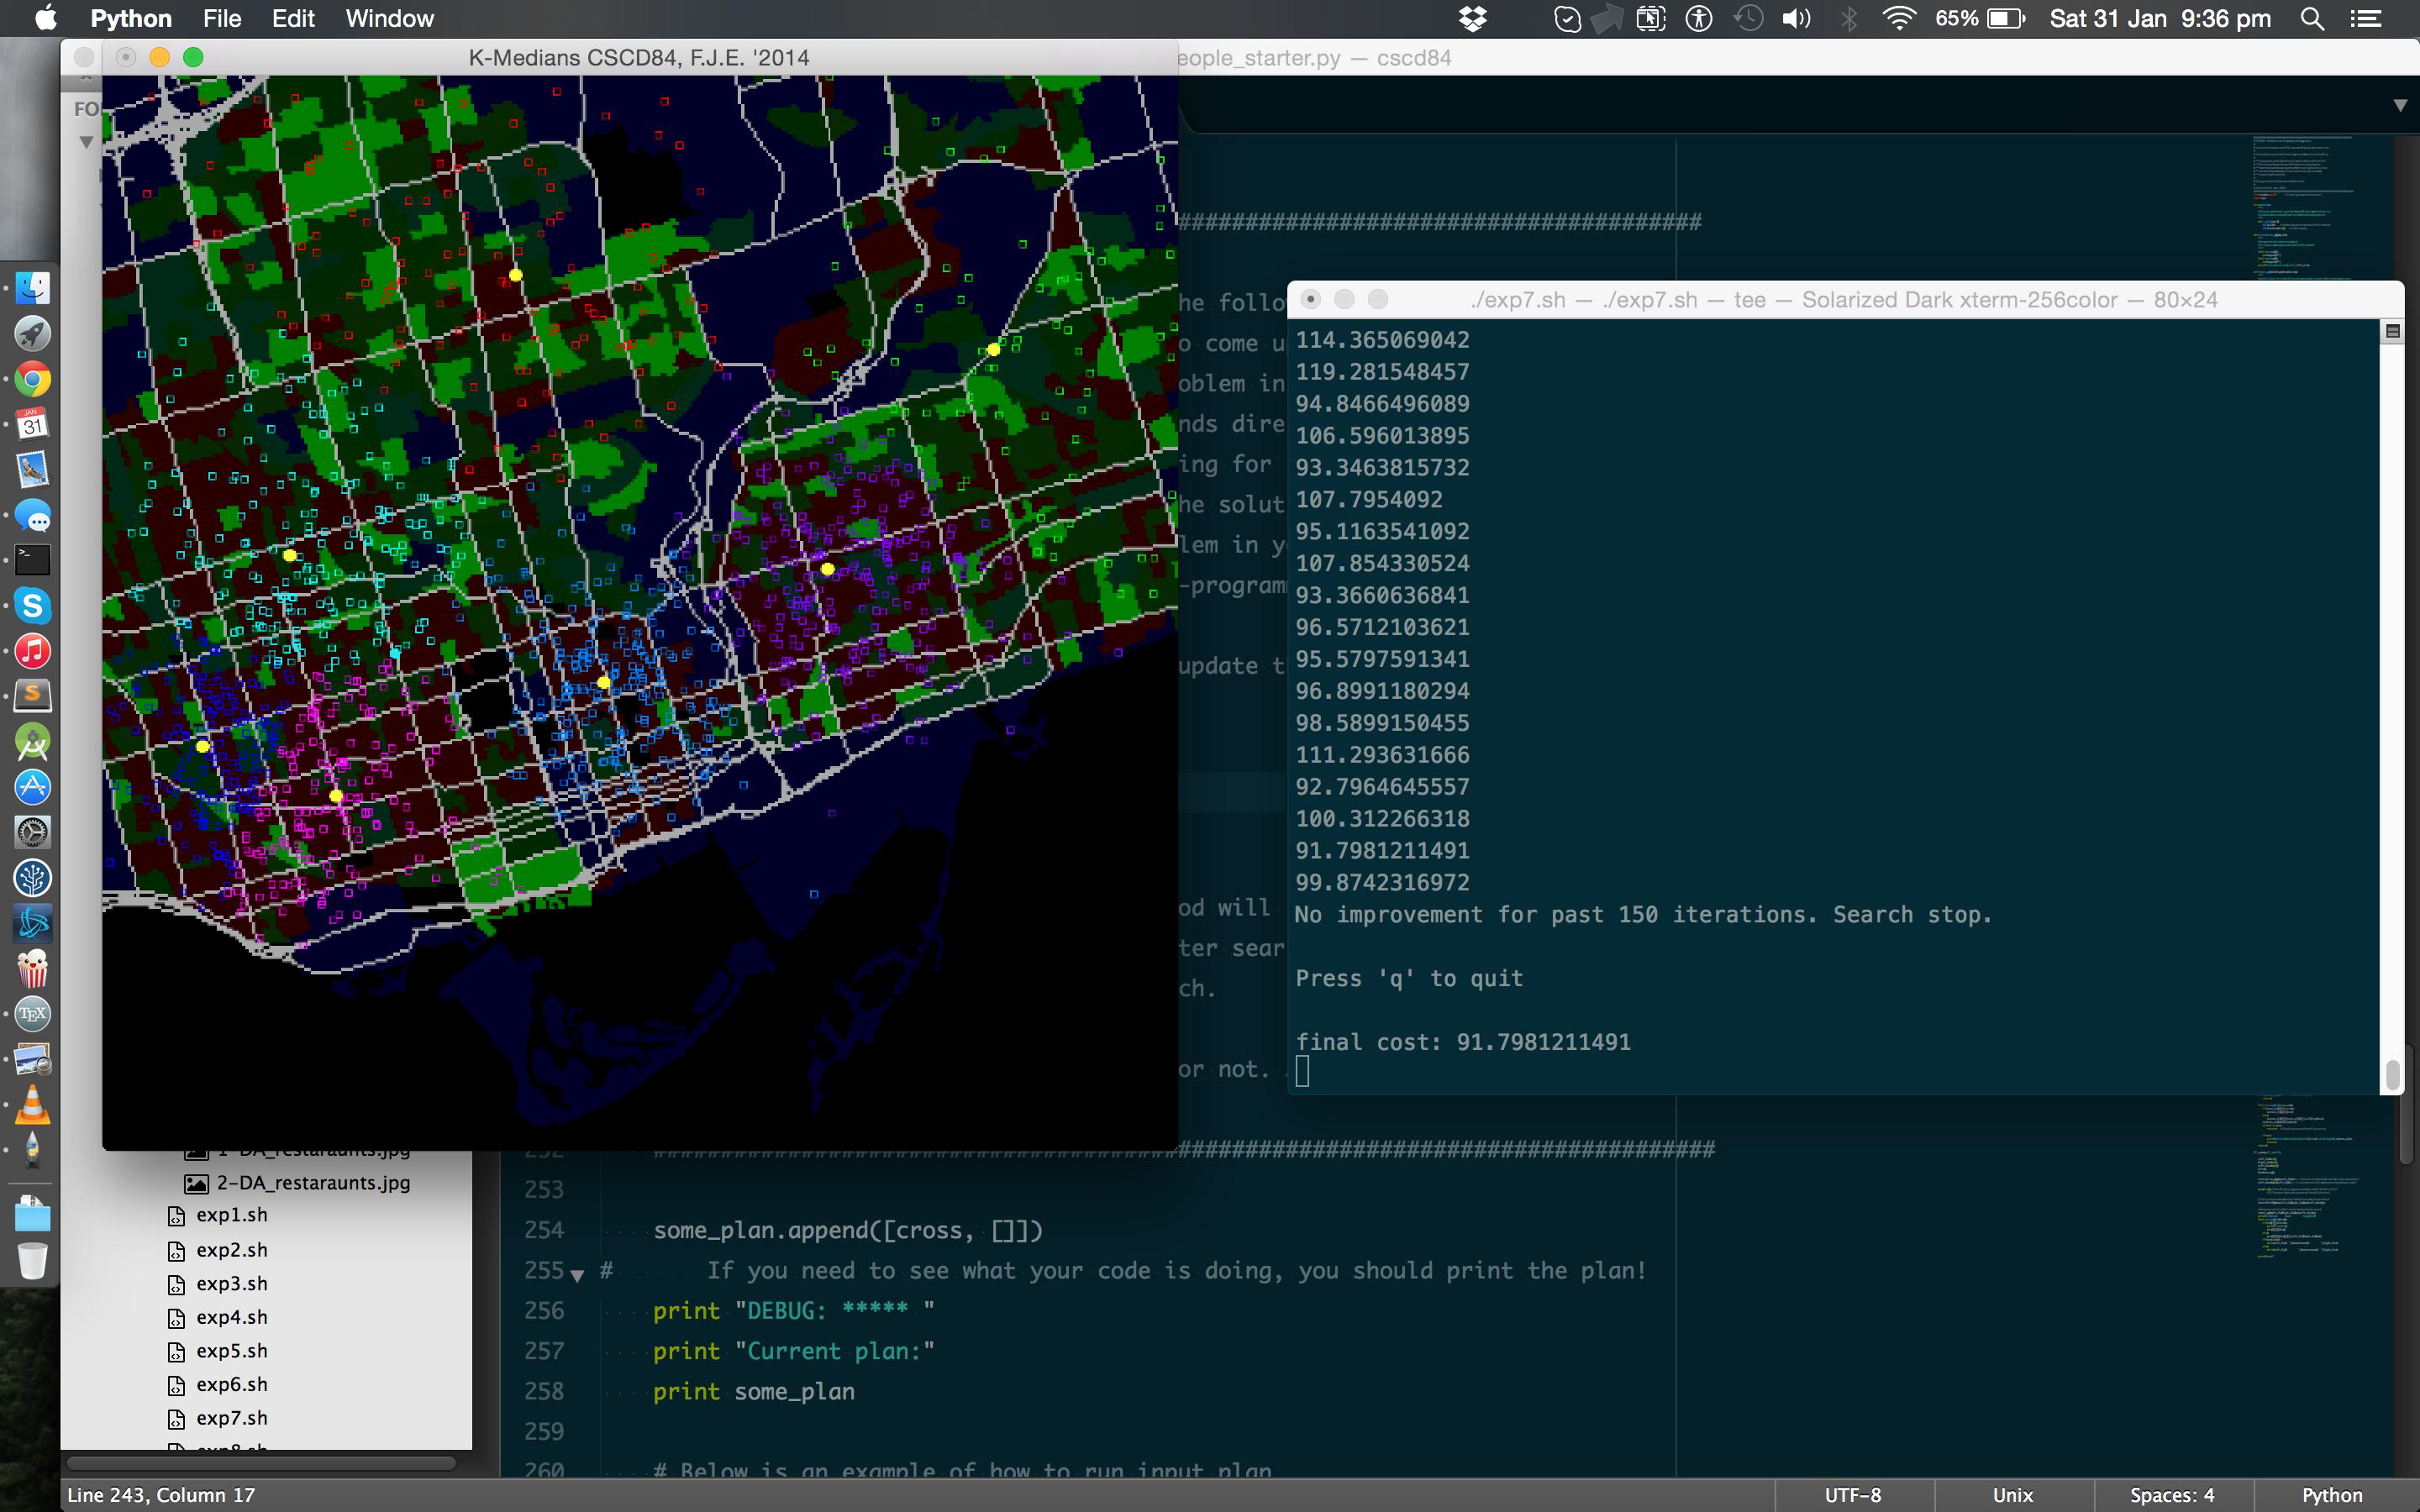 Python File Edit Window
65% Sat 31 Jan 9:36 pm
K-Medians CSCD84, F.J.E. '2014
eople_starter.py — cscd84
FO
######################################
he follo
o come u
oblem in
nds dire
ing for
he solut
lem in y
-program
update t
od will
ter sear
ch.
or not.
./exp7.sh — ./exp7.sh — tee — Solarized Dark xterm-256color — 80×24
114.365069042
119.281548457
94.8466496089
106.596013895
93.3463815732
107.7954092
95.1163541092
107.854330524
93.3660636841
96.5712103621
95.5797591341
96.8991180294
98.5899150455
111.293631666
92.7964645557
100.312266318
91.7981211491
99.8742316972
No improvement for past 150 iterations. Search stop.
Press 'q' to quit
final cost: 91.7981211491
JAN
31
>_
S
S
TEX
1-DA_restaraunts.jpg
2-DA_restaraunts.jpg
exp1.sh
exp2.sh
exp3.sh
exp4.sh
exp5.sh
exp6.sh
exp7.sh
exp8.sh
252
253
254 some_plan.append([cross, []])
255 # If you need to see what your code is doing, you should print the plan!
256 print "DEBUG: ***** "
257 print "Current plan:"
258 print some_plan
259
260 # Below is an example of how to run input plan
Line 243, Column 17
UTF-8 Unix Spaces: 4 Python